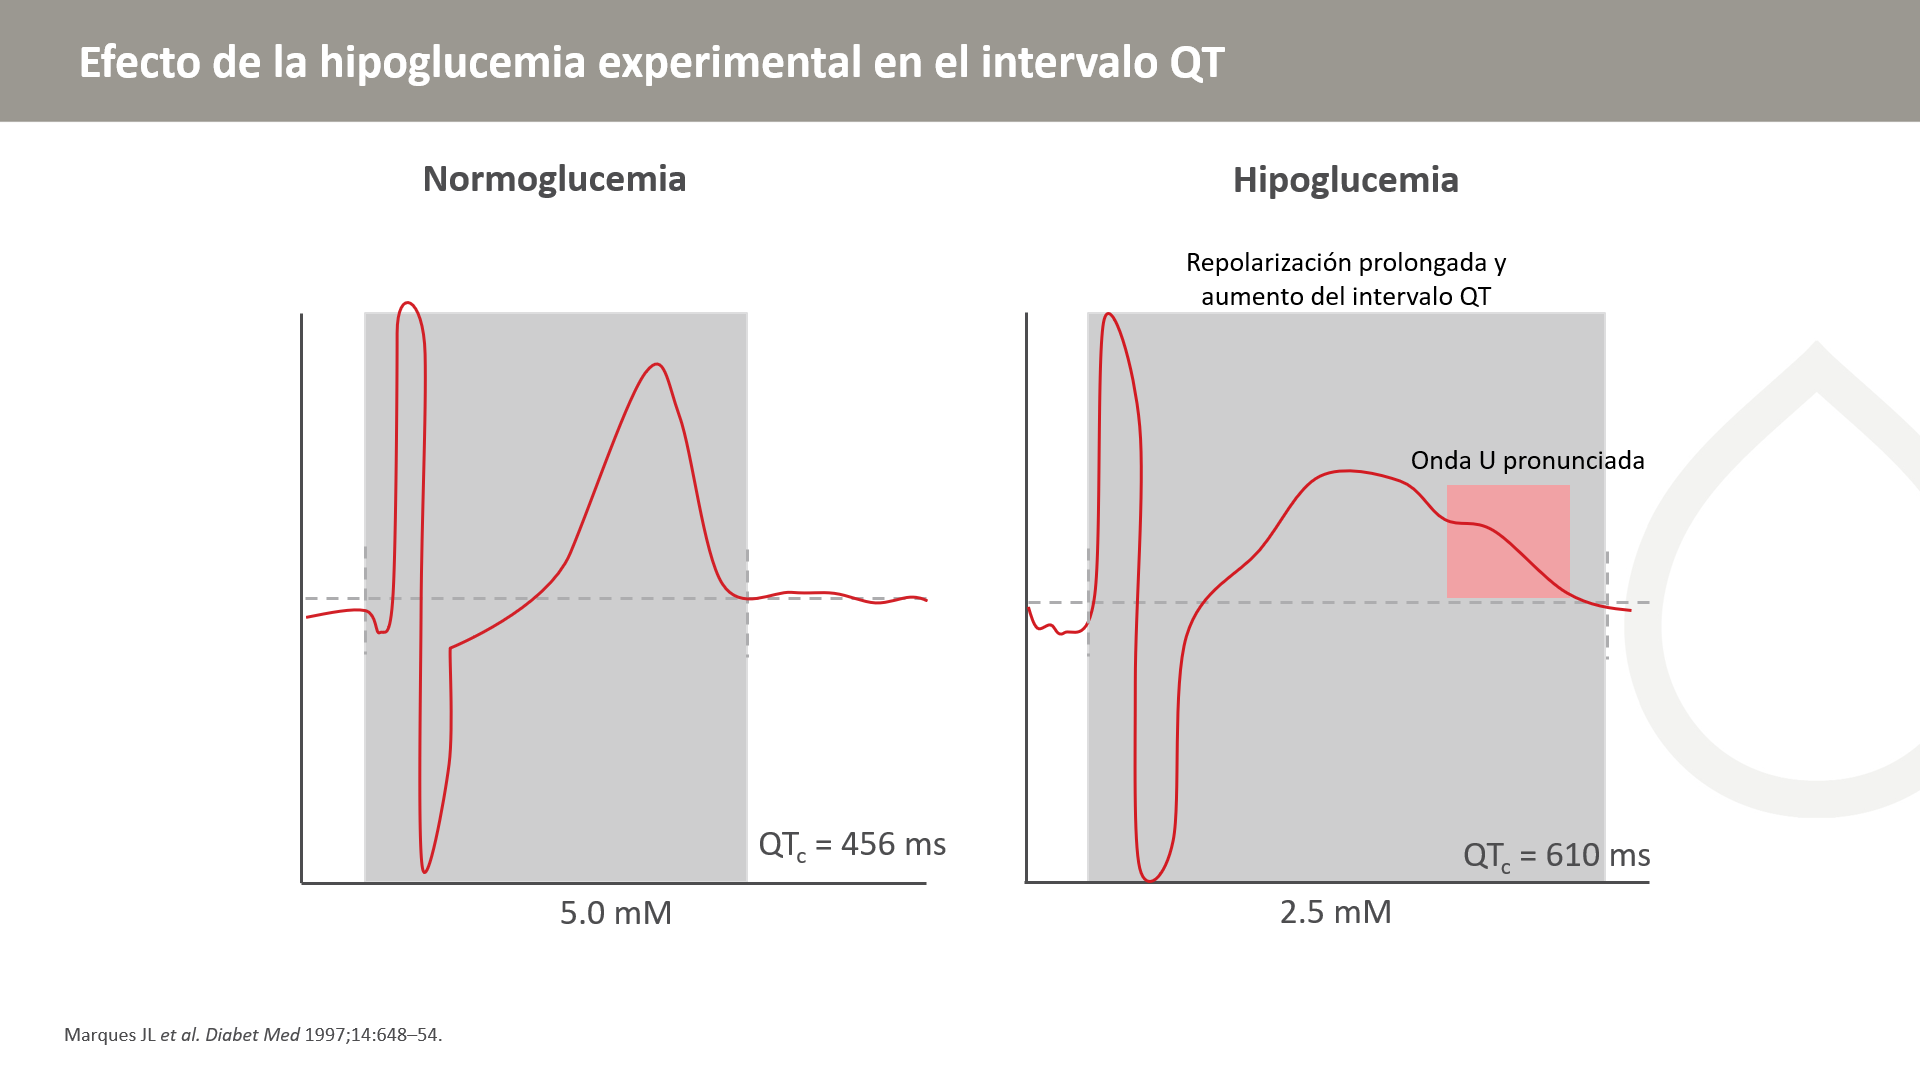 Efecto de la hipoglucemia experimental en el intervalo QT
Normoglucemia
QTc = 456 ms
5.0 mM
Hipoglucemia
Repolarización prolongada y
aumento del intervalo QT
Onda U pronunciada
QTc = 610 ms
2.5 mM
Marques JL et al. Diabet Med 1997;14:648–54.